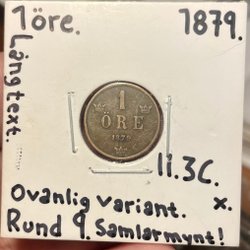 1öre.
1879.
Långtext.
1
ÖRE
1879
11.3C.
Ovanlig variant. x.
Rund 9. Samlarmynt!